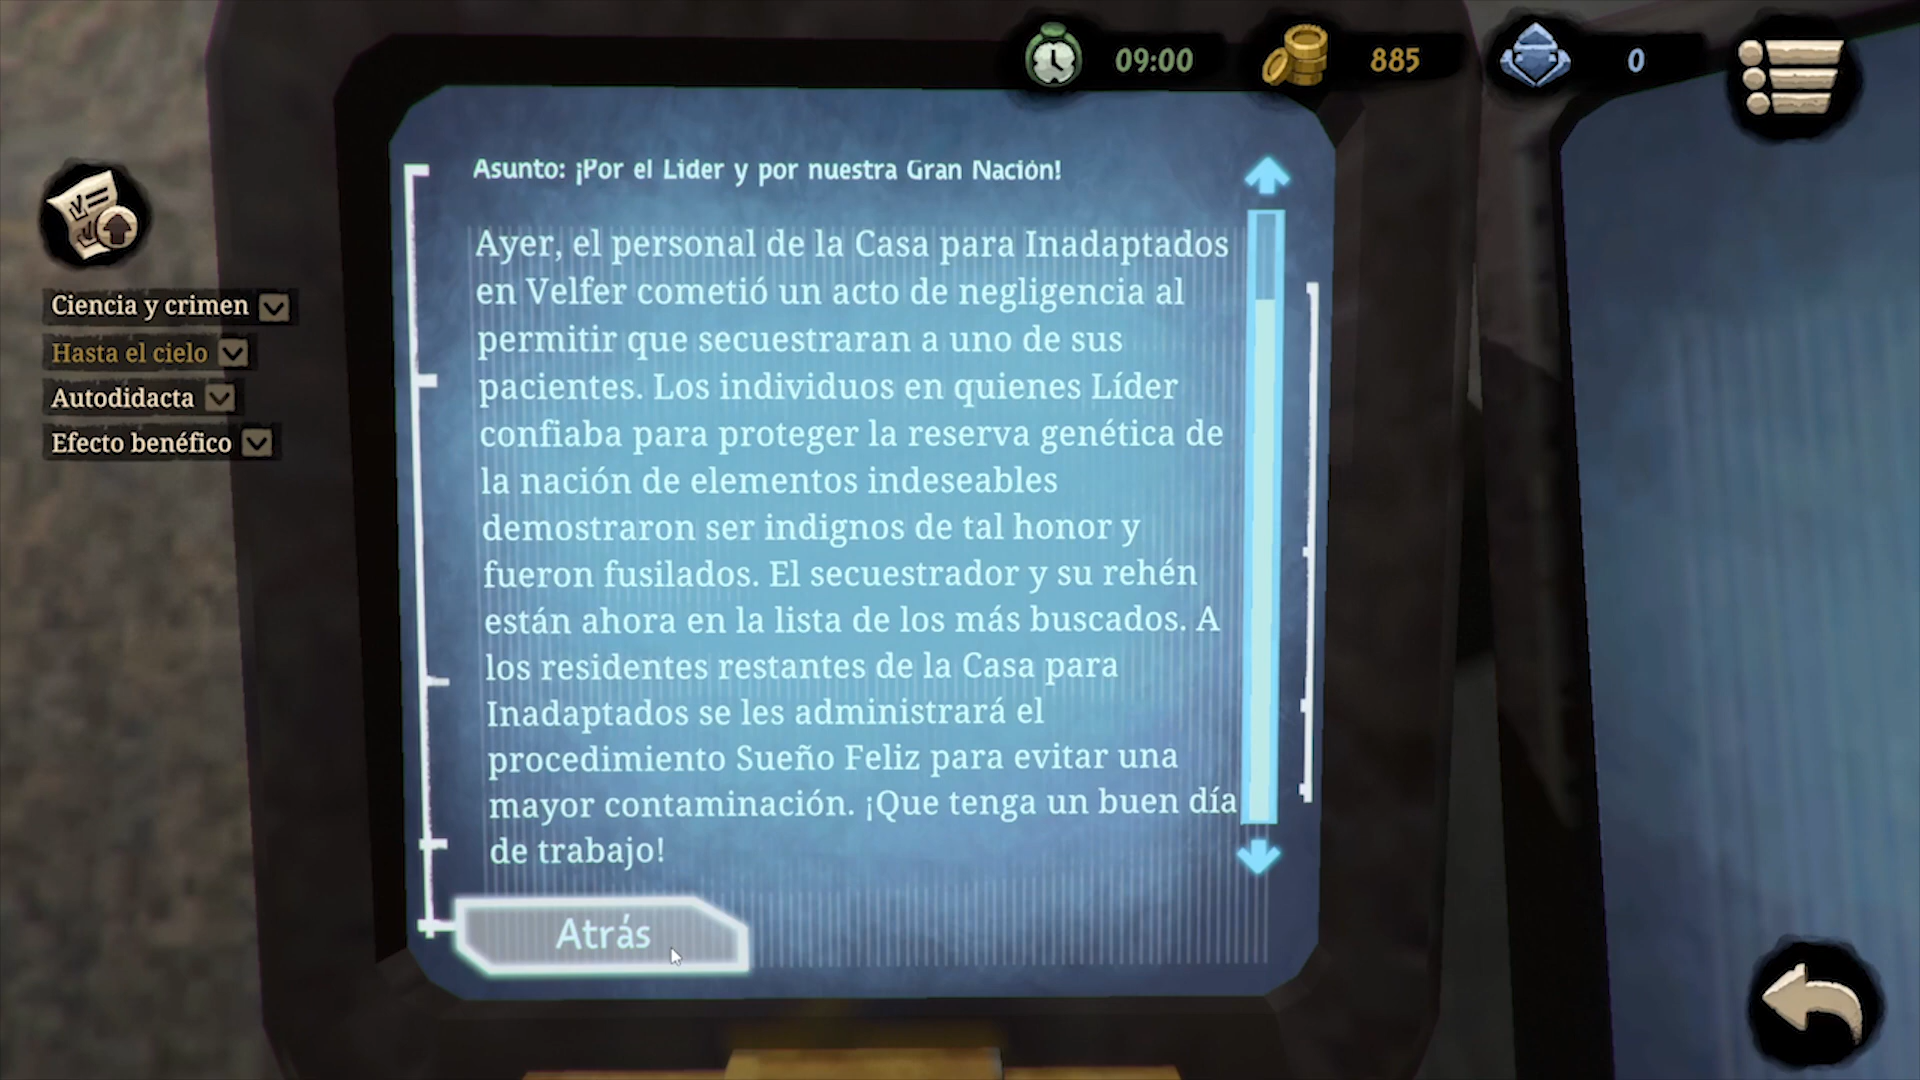 09:00
885
0
Asunto: ¡Por el Líder y por nuestra Gran Nación!
Ayer, el personal de la Casa para Inadaptados
en Velfer cometió un acto de negligencia al
permitir que secuestraran a uno de sus
pacientes. Los individuos en quienes Líder
confiaba para proteger la reserva genética de
la nación de elementos indeseables
demostraron ser indignos de tal honor y
fueron fusilados. El secuestrador y su rehén
están ahora en la lista de los más buscados. A
los residentes restantes de la Casa para
Inadaptados se les administrará el
procedimiento Sueño Feliz para evitar una
mayor contaminación. ¡Que tenga un buen día
de trabajo!
Atrás
Ciencia y crimen
Hasta el cielo
Autodidacta
Efecto benéfico